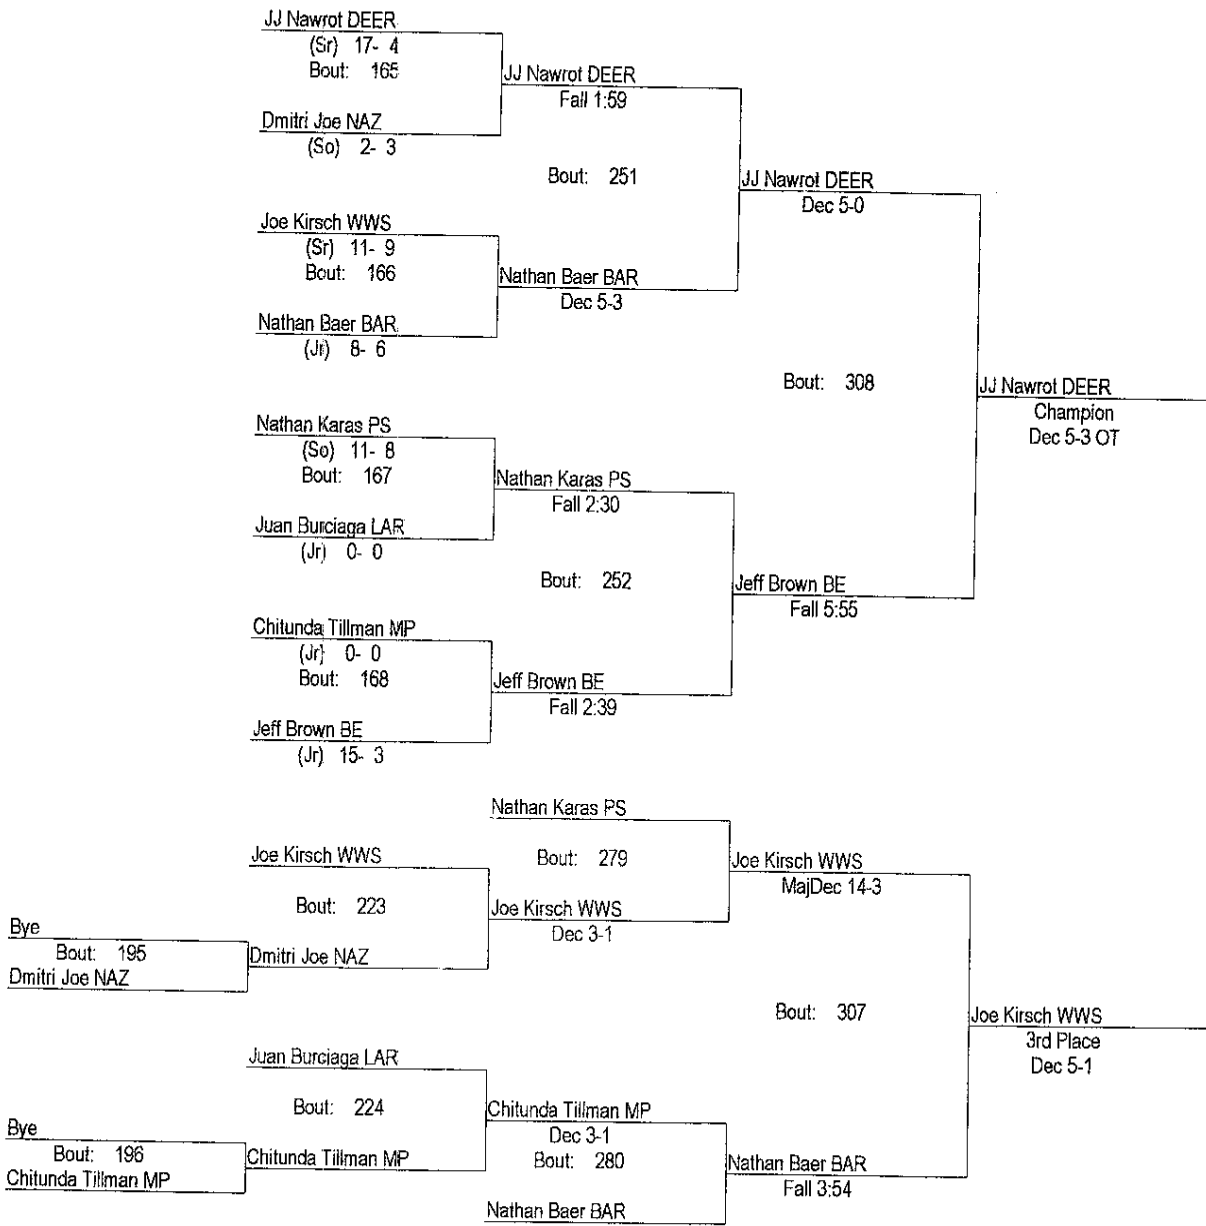 JJ Nawrot DEER
(Sr) 17- 4
Bout: 165
JJ Nawrot DEER
Fall 1:59
Dmitri Joe NAZ
(So) 2- 3
Bout: 251
JJ Nawrot DEER
Dec 5-0
Joe Kirsch WWS
(Sr) 11- 9
Bout: 166
Nathan Baer BAR
Dec 5-3
Nathan Baer BAR
(Jr) 8- 6
Bout: 308
JJ Nawrot DEER
Champion
Dec 5-3 OT
Nathan Karas PS
(So) 11- 8
Bout: 167
Nathan Karas PS
Fall 2:30
Juan Burciaga LAR
(Jr) 0- 0
Bout: 252
Jeff Brown BE
Fall 5:55
Chitunda Tillman MP
(Jr) 0- 0
Bout: 168
Jeff Brown BE
Fall 2:39
Jeff Brown BE
(Jr) 15- 3
Nathan Karas PS
Joe Kirsch WWS
Bout: 279
Joe Kirsch WWS
MajDec 14-3
Bout: 223
Joe Kirsch WWS
Dec 3-1
Bye
Bout: 195
Dmitri Joe NAZ
Dmitri Joe NAZ
Bout: 307
Joe Kirsch WWS
3rd Place
Dec 5-1
Juan Burciaga LAR
Bout: 224
Chitunda Tillman MP
Dec 3-1
Bye
Bout: 196
Chitunda Tillman MP
Chitunda Tillman MP
Bout: 280
Nathan Baer BAR
Fall 3:54
Nathan Baer BAR